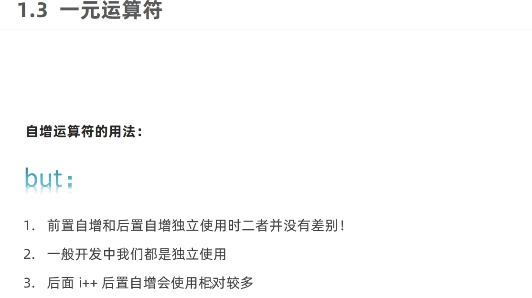 1.3 一元运算符
自增运算符的用法：
but：
1. 前置自增和后置自增独立使用时二者并没有差别！
2. 一般开发中我们都是独立使用
3. 后面 i++ 后置自增会使用相对较多